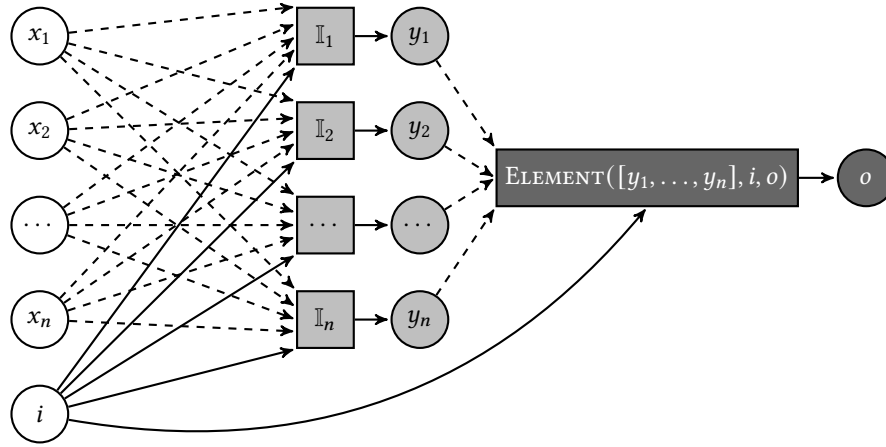 x₁ 𝕀₁ y₁
x₂ 𝕀₂ y₂
ELEMENT([y₁, . . . , yₙ], i, o) o
· · · · · · · · ·
xₙ 𝕀ₙ yₙ
i